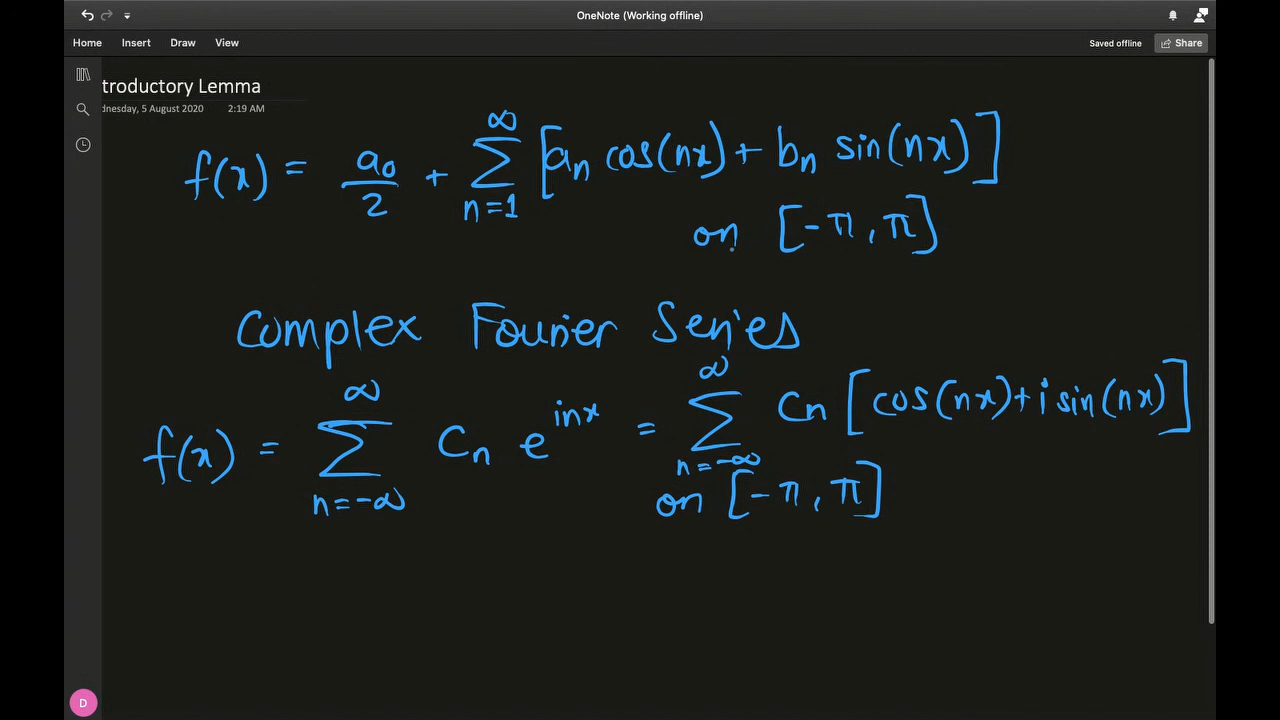 OneNote (Working offline)
Home Insert Draw View Saved offline Share
troductory Lemma
dnesday, 5 August 2020 2:19 AM
f(x) = a₀/2 + ∑_{n=1}^{∞} [aₙ cos(nx) + bₙ sin(nx)]
on [-π, π]
Complex Fourier Series
f(x) = ∑_{n=-∞}^{∞} Cₙ e^{inx} = ∑_{n=-∞}^{∞} Cₙ [cos(nx) + i sin(nx)]
on [-π, π]
D